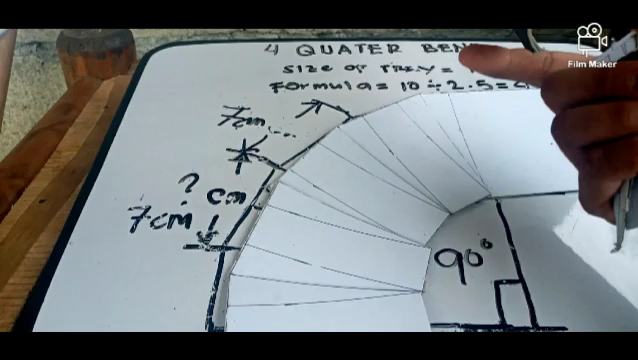 4 QUATER BEN
SIZE OF TREY =
FORMULA = 10 ÷ 2.5 =
7cm
? cm
7cm
90°
Film Maker